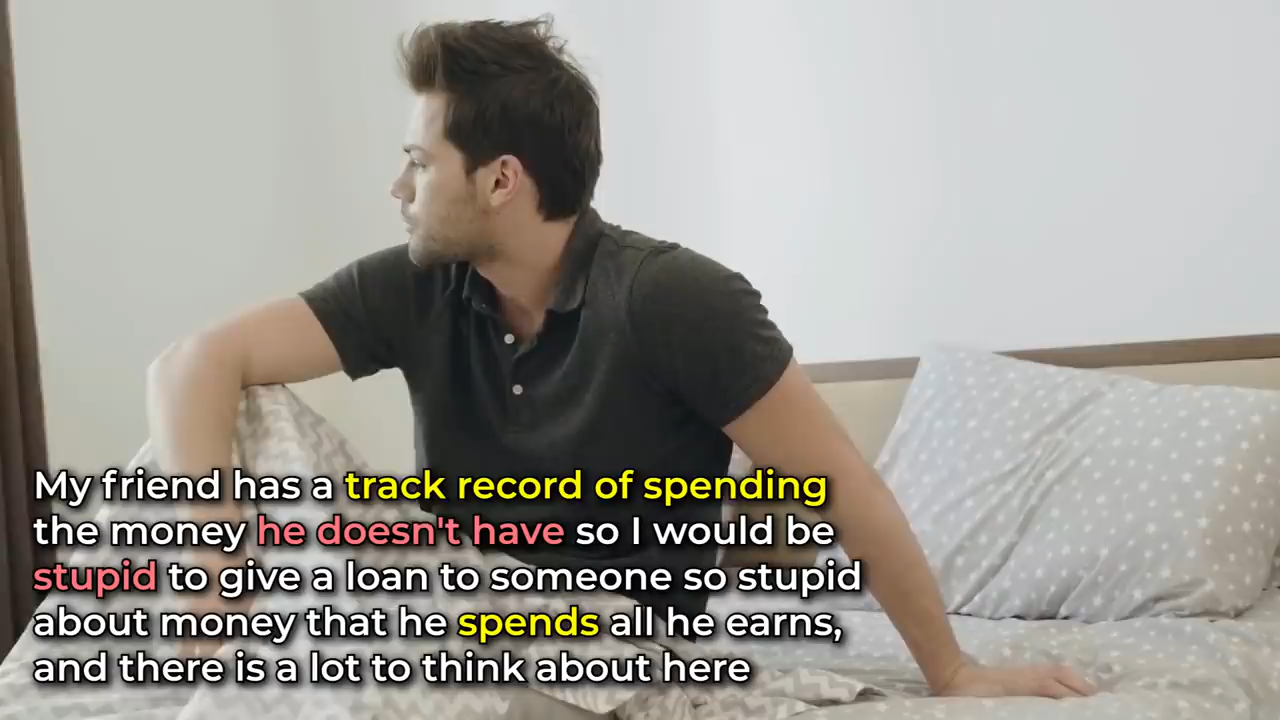 My friend has a track record of spending
the money he doesn't have so I would be
stupid to give a loan to someone so stupid
about money that he spends all he earns,
and there is a lot to think about here